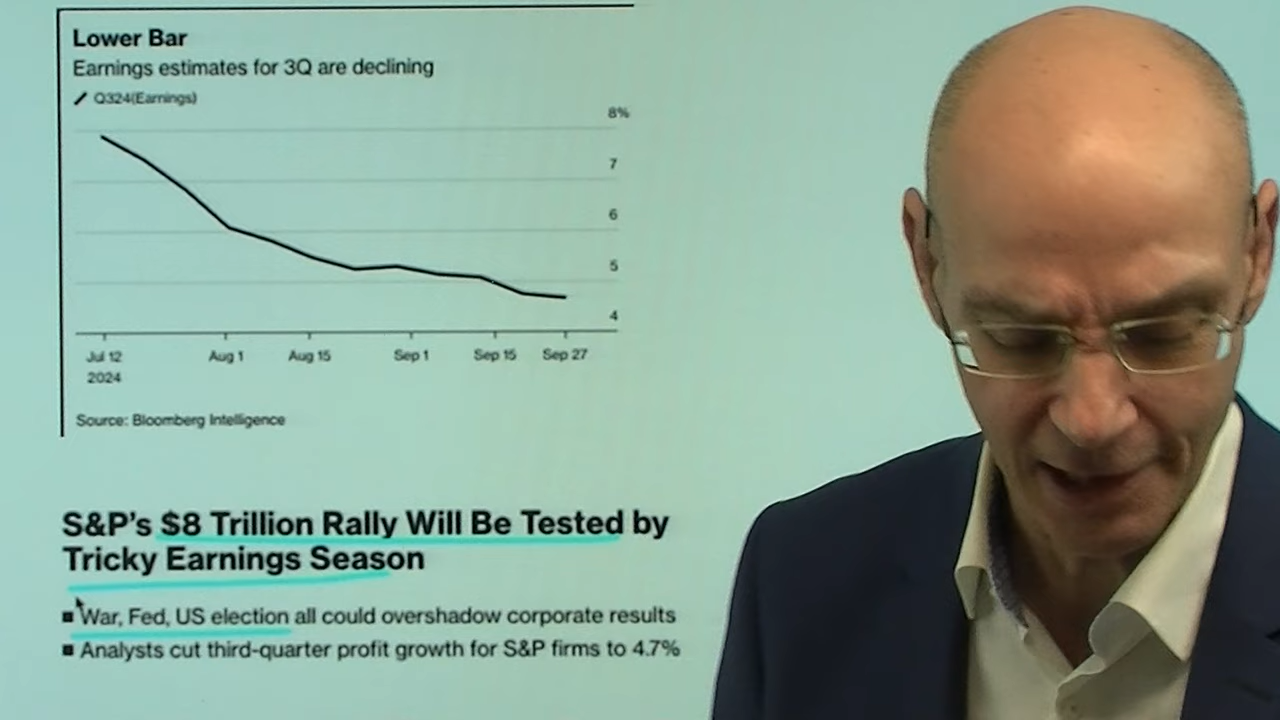 Lower Bar
Earnings estimates for 3Q are declining
Q324(Earnings)
8%
7
6
5
4
Jul 12 Aug 1 Aug 15 Sep 1 Sep 15 Sep 27
2024
Source: Bloomberg Intelligence
S&P's $8 Trillion Rally Will Be Tested by
Tricky Earnings Season
War, Fed, US election all could overshadow corporate results
Analysts cut third-quarter profit growth for S&P firms to 4.7%